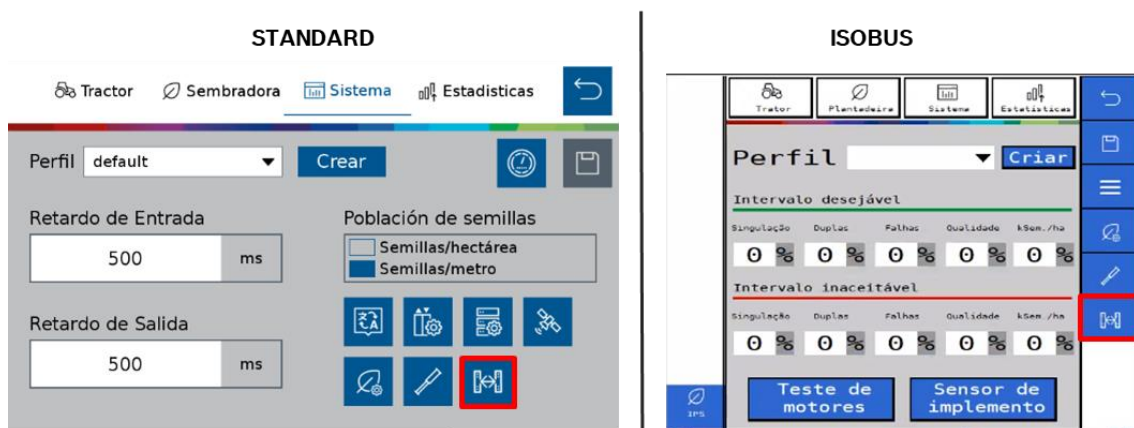 STANDARD
Tractor Sembradora Sistema Estadisticas
Perfil default Crear
Retardo de Entrada
500 ms
Población de semillas
Semillas/hectárea
Semillas/metro
Retardo de Salida
500 ms
ISOBUS
Trator Plantadeira Sistema Estatísticas
Perfil Criar
Intervalo desejável
Singulação Duplas Falhas Qualidade kSem./ha
0 % 0 % 0 % 0 % 0 %
Intervalo inaceitável
Singulação Duplas Falhas Qualidade kSem./ha
0 % 0 % 0 % 0 % 0 %
Teste de
motores
Sensor de
implemento
IPS